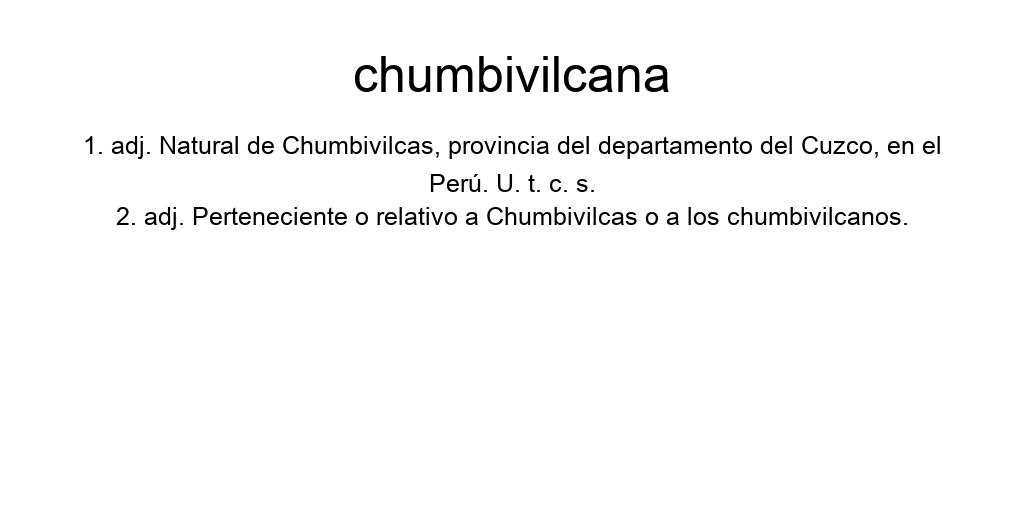 chumbivilcana
1. adj. Natural de Chumbivilcas, provincia del departamento del Cuzco, en el
Perú. U. t. c. s.
2. adj. Perteneciente o relativo a Chumbivilcas o a los chumbivilcanos.